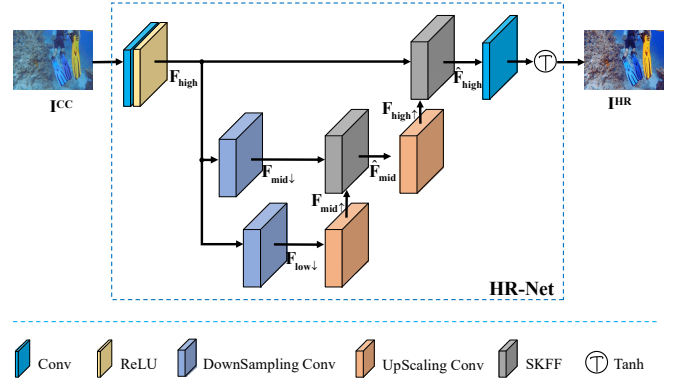 I^CC
F_high
F_mid↓
F_low↓
F_mid↑
F̂_mid
F_high↑
F̂_high
T
I^HR
HR-Net
Conv
ReLU
DownSampling Conv
UpScaling Conv
SKFF
T
Tanh